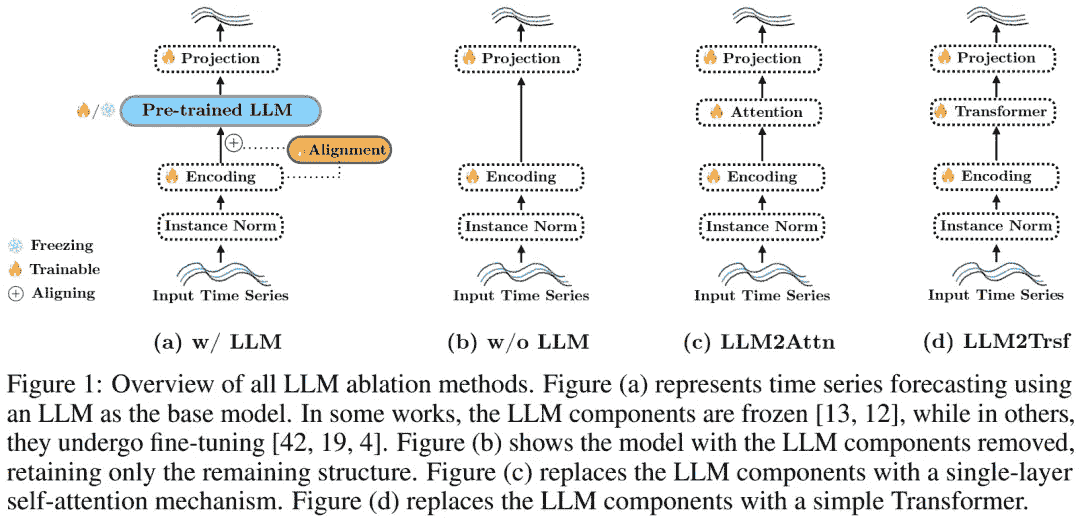 Projection
Pre-trained LLM
Alignment
Encoding
Instance Norm
Input Time Series
(a) w/ LLM
Freezing
Trainable
Aligning
Projection
Encoding
Instance Norm
Input Time Series
(b) w/o LLM
Projection
Attention
Encoding
Instance Norm
Input Time Series
(c) LLM2Attn
Projection
Transformer
Encoding
Instance Norm
Input Time Series
(d) LLM2Trsf
Figure 1: Overview of all LLM ablation methods. Figure (a) represents time series forecasting using
an LLM as the base model. In some works, the LLM components are frozen [13, 12], while in others,
they undergo fine-tuning [42, 19, 4]. Figure (b) shows the model with the LLM components removed,
retaining only the remaining structure. Figure (c) replaces the LLM components with a single-layer
self-attention mechanism. Figure (d) replaces the LLM components with a simple Transformer.